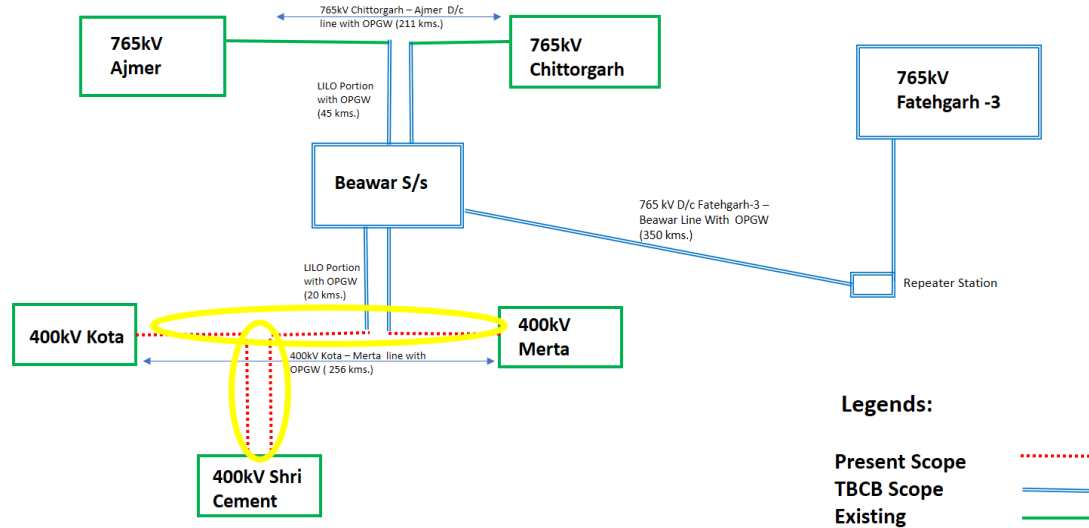 765kV Chittorgarh – Ajmer D/c
line with OPGW (211 kms.)
765kV
Ajmer
765kV
Chittorgarh
765kV
Fatehgarh -3
LILO Portion
with OPGW
(45 kms.)
Beawar S/s
765 kV D/c Fatehgarh-3 –
Beawar Line With OPGW
(350 kms.)
LILO Portion
with OPGW
(20 kms.)
Repeater Station
400kV Kota
400kV
Merta
400kV Kota – Merta line with
OPGW ( 256 kms.)
400kV Shri
Cement
Legends:
Present Scope
TBCB Scope
Existing